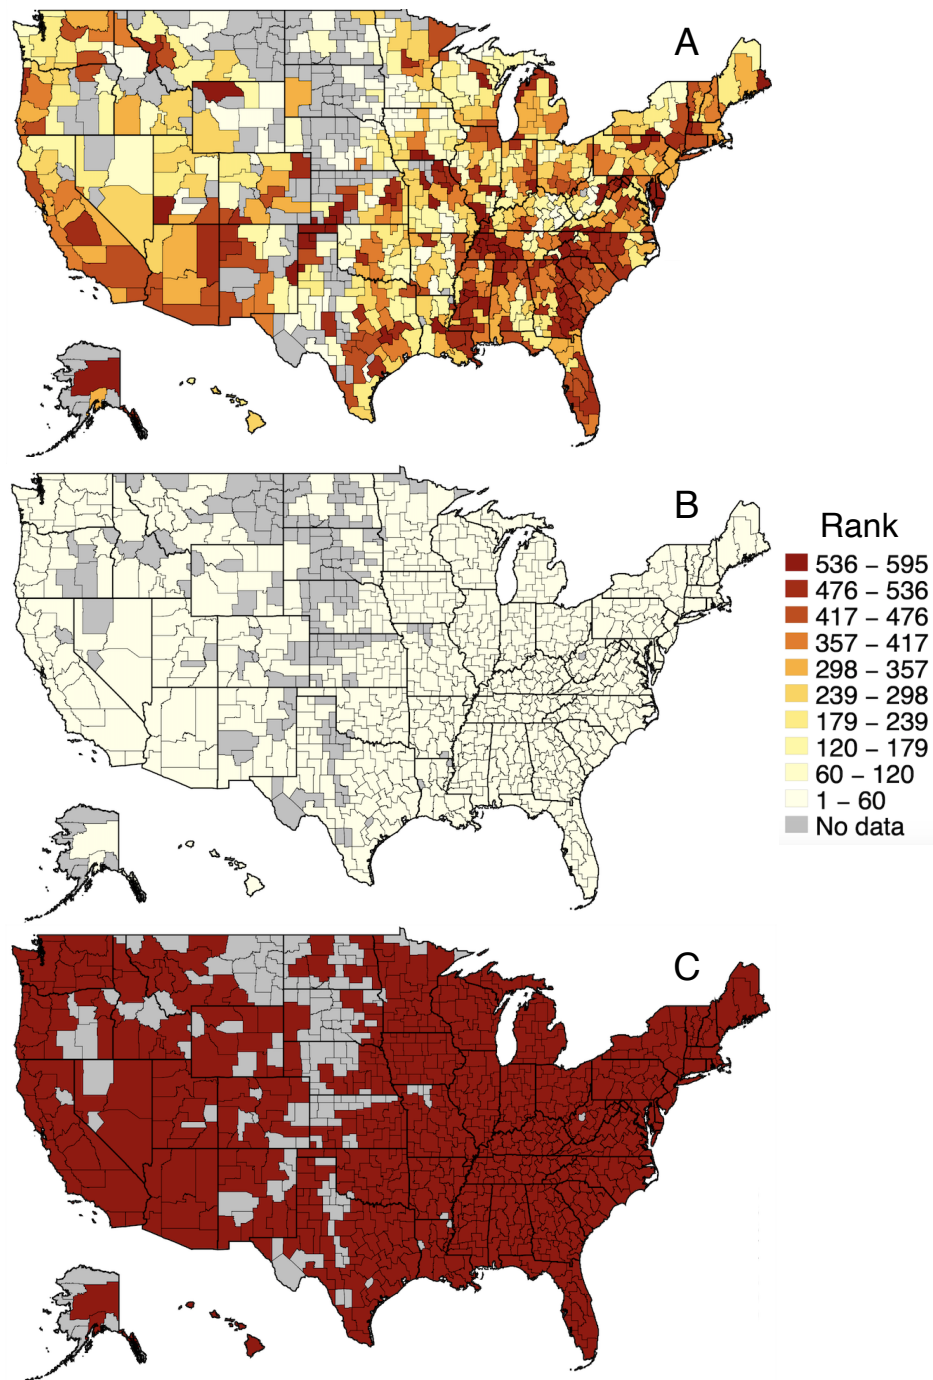 A
B
Rank
536 – 595
476 – 536
417 – 476
357 – 417
298 – 357
239 – 298
179 – 239
120 – 179
60 – 120
1 – 60
No data
C